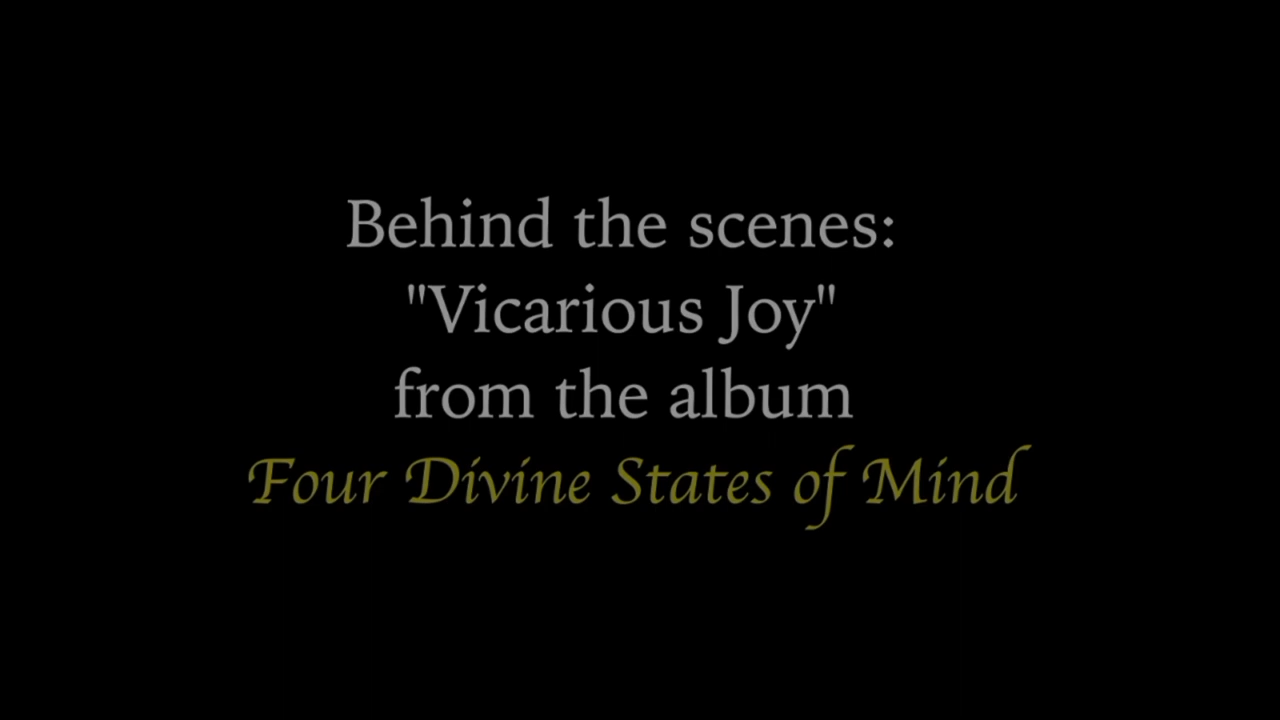 Behind the scenes:
"Vicarious Joy"
from the album
Four Divine States of Mind